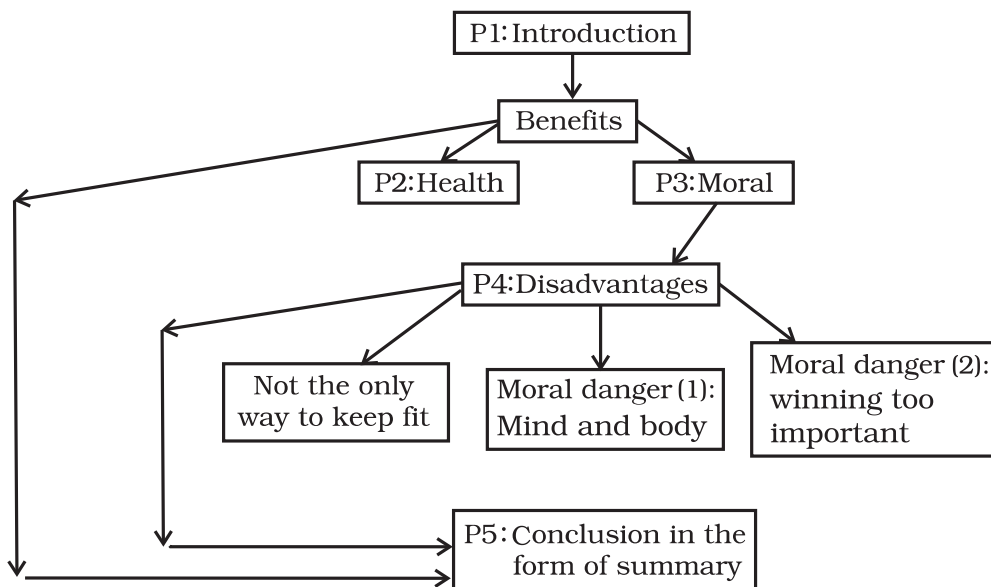 P1:Introduction
Benefits
P2:Health
P3:Moral
P4:Disadvantages
Not the only
way to keep fit
Moral danger (1):
Mind and body
Moral danger (2):
winning too
important
P5:Conclusion in the
form of summary